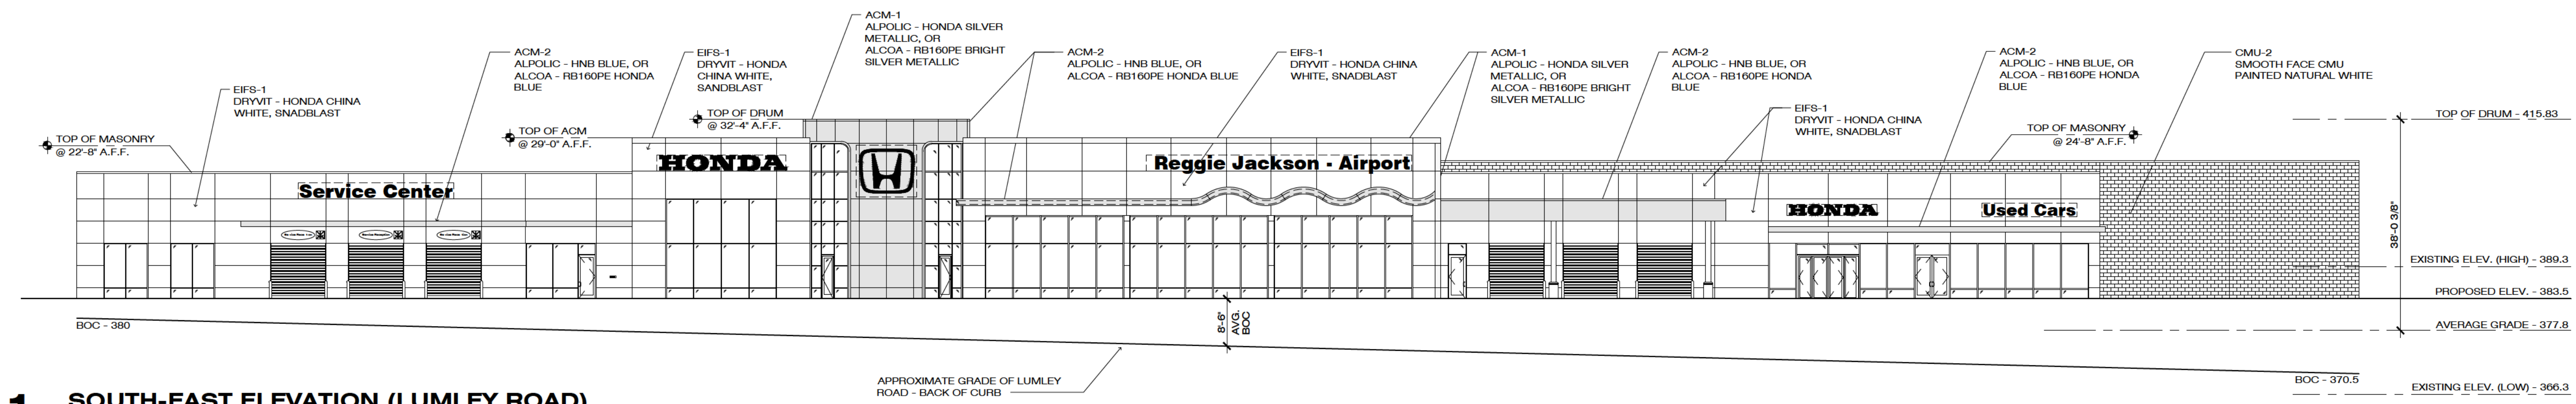 ACM-1
ALPOLIC - HONDA SILVER
METALLIC, OR
ALCOA - RB160PE BRIGHT
SILVER METALLIC
ACM-2
ALPOLIC - HNB BLUE, OR
ALCOA - RB160PE HONDA
BLUE
EIFS-1
DRYVIT - HONDA
CHINA WHITE,
SANDBLAST
ACM-2
ALPOLIC - HNB BLUE, OR
ALCOA - RB160PE HONDA BLUE
EIFS-1
DRYVIT - HONDA CHINA
WHITE, SNADBLAST
ACM-1
ALPOLIC - HONDA SILVER
METALLIC, OR
ALCOA - RB160PE BRIGHT
SILVER METALLIC
ACM-2
ALPOLIC - HNB BLUE, OR
ALCOA - RB160PE HONDA
BLUE
ACM-2
ALPOLIC - HNB BLUE, OR
ALCOA - RB160PE HONDA
BLUE
CMU-2
SMOOTH FACE CMU
PAINTED NATURAL WHITE
EIFS-1
DRYVIT - HONDA CHINA
WHITE, SNADBLAST
EIFS-1
DRYVIT - HONDA CHINA
WHITE, SNADBLAST
TOP OF DRUM
@ 32'-4" A.F.F.
TOP OF DRUM - 415.83
TOP OF MASONRY
@ 22'-8" A.F.F.
TOP OF ACM
@ 29'-0" A.F.F.
TOP OF MASONRY
@ 24'-8" A.F.F.
HONDA
Reggie Jackson - Airport
Service Center
HONDA
Used Cars
38'-0 3/8"
EXISTING ELEV. (HIGH) - 389.3
PROPOSED ELEV. - 383.5
BOC - 380
8'-6"
AVG.
BOC
AVERAGE GRADE - 377.8
APPROXIMATE GRADE OF LUMLEY
ROAD - BACK OF CURB
BOC - 370.5
EXISTING ELEV. (LOW) - 366.3
1 SOUTH-EAST ELEVATION (LUMLEY ROAD)